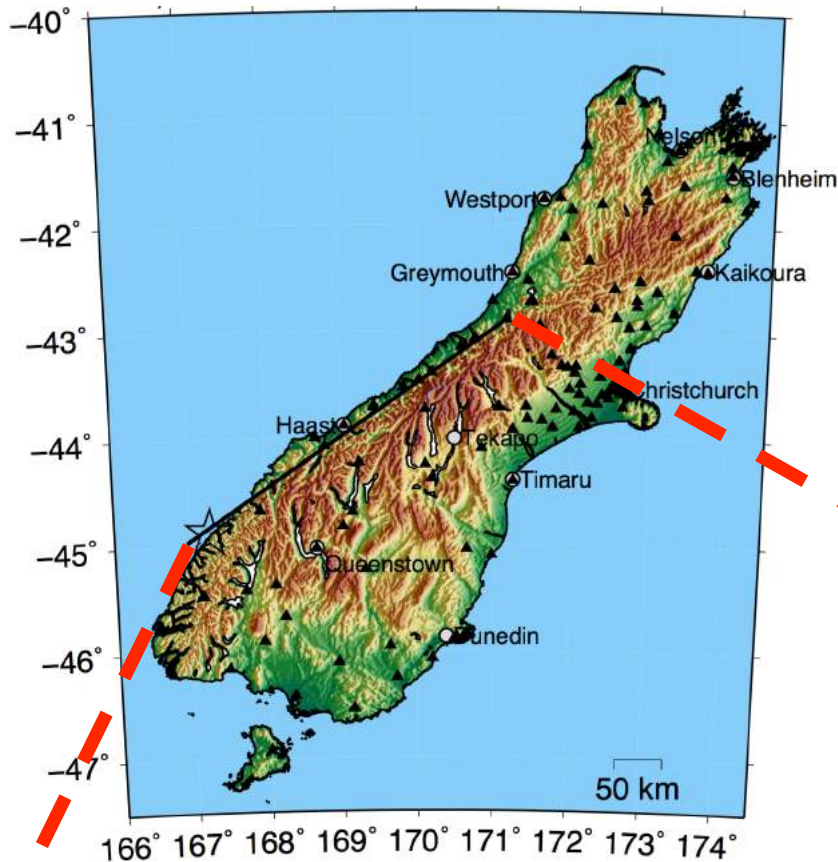 −40°
−41°
Nelson
Blenheim
Westport
−42°
Greymouth
Kaikoura
−43°
Christchurch
Haast
−44°
Tekapo
Timaru
−45°
Queenstown
−46°
Dunedin
−47°
50 km
166° 167° 168° 169° 170° 171° 172° 173° 174°